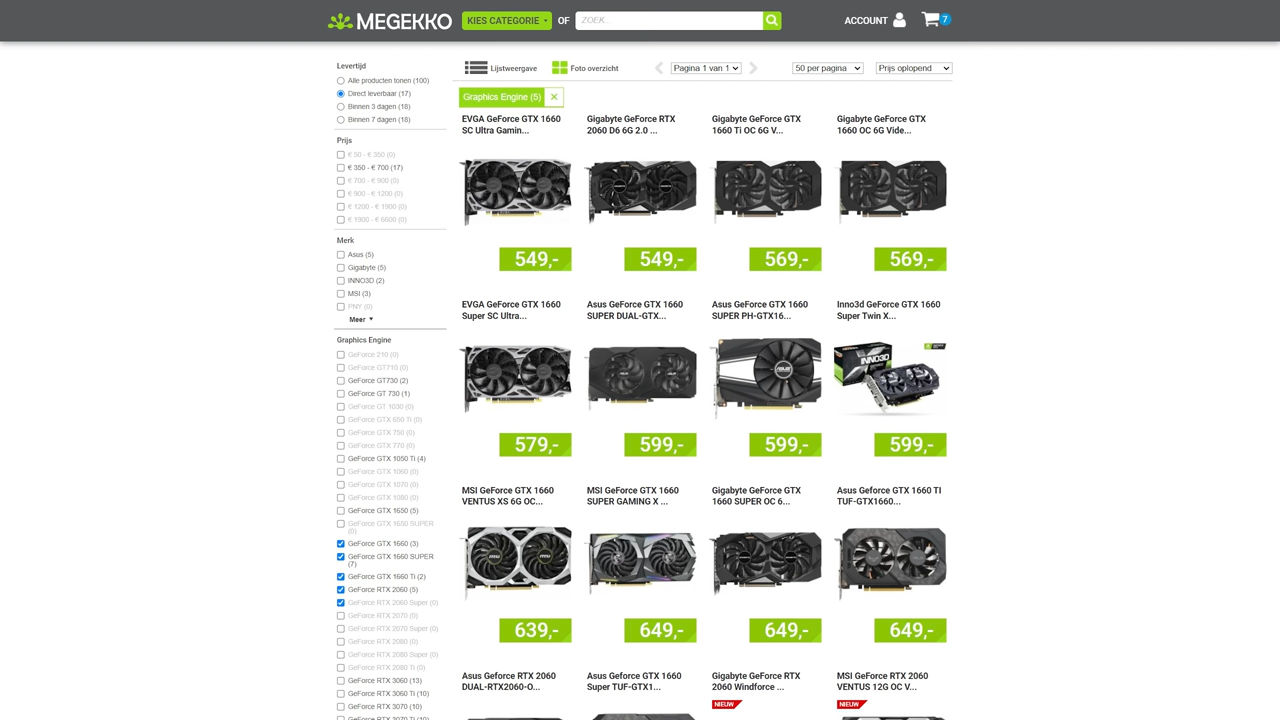 MEGEKKO
KIES CATEGORIE
OF
ZOEK...
ACCOUNT
7
Levertijd
Alle producten tonen (100)
Direct leverbaar (17)
Binnen 3 dagen (18)
Binnen 7 dagen (18)
Prijs
€ 50 - € 350 (0)
€ 350 - € 700 (17)
€ 700 - € 900 (0)
€ 900 - € 1200 (0)
€ 1200 - € 1900 (0)
€ 1900 - € 6600 (0)
Merk
Asus (5)
Gigabyte (5)
INNO3D (2)
MSI (3)
PNY (0)
Meer
Graphics Engine
GeForce 210 (0)
GeForce GT710 (0)
GeForce GT730 (2)
GeForce GT 730 (1)
GeForce GT 1030 (0)
GeForce GTX 650 Ti (0)
GeForce GTX 750 (0)
GeForce GTX 770 (0)
GeForce GTX 1050 Ti (4)
GeForce GTX 1060 (0)
GeForce GTX 1070 (0)
GeForce GTX 1080 (0)
GeForce GTX 1650 (5)
GeForce GTX 1650 SUPER
(0)
GeForce GTX 1660 (3)
GeForce GTX 1660 SUPER
(7)
GeForce GTX 1660 Ti (2)
GeForce RTX 2060 (5)
GeForce RTX 2060 Super (0)
GeForce RTX 2070 (0)
GeForce RTX 2070 Super (0)
GeForce RTX 2080 (0)
GeForce RTX 2080 Super (0)
GeForce RTX 2080 Ti (0)
GeForce RTX 3060 (13)
GeForce RTX 3060 Ti (10)
GeForce RTX 3070 (10)
GeForce RTX 3070 Ti (10)
Lijstweergave
Foto overzicht
Pagina 1 van 1
50 per pagina
Prijs oplopend
Graphics Engine (5) ×
EVGA GeForce GTX 1660
SC Ultra Gamin...
549,-
Gigabyte GeForce RTX
2060 D6 6G 2.0 ...
549,-
Gigabyte GeForce GTX
1660 Ti OC 6G V...
569,-
Gigabyte GeForce GTX
1660 OC 6G Vide...
569,-
EVGA GeForce GTX 1660
Super SC Ultra...
579,-
Asus GeForce GTX 1660
SUPER DUAL-GTX...
599,-
Asus GeForce GTX 1660
SUPER PH-GTX16...
599,-
Inno3d GeForce GTX 1660
Super Twin X...
INNO3D
599,-
MSI GeForce GTX 1660
VENTUS XS 6G OC...
639,-
MSI GeForce GTX 1660
SUPER GAMING X ...
649,-
Gigabyte GeForce GTX
1660 SUPER OC 6...
649,-
Asus Geforce GTX 1660 TI
TUF-GTX1660...
649,-
Asus Geforce RTX 2060
DUAL-RTX2060-O...
Asus GeForce GTX 1660
Super TUF-GTX1...
Gigabyte GeForce RTX
2060 Windforce ...
NIEUW
MSI GeForce RTX 2060
VENTUS 12G OC V...
NIEUW